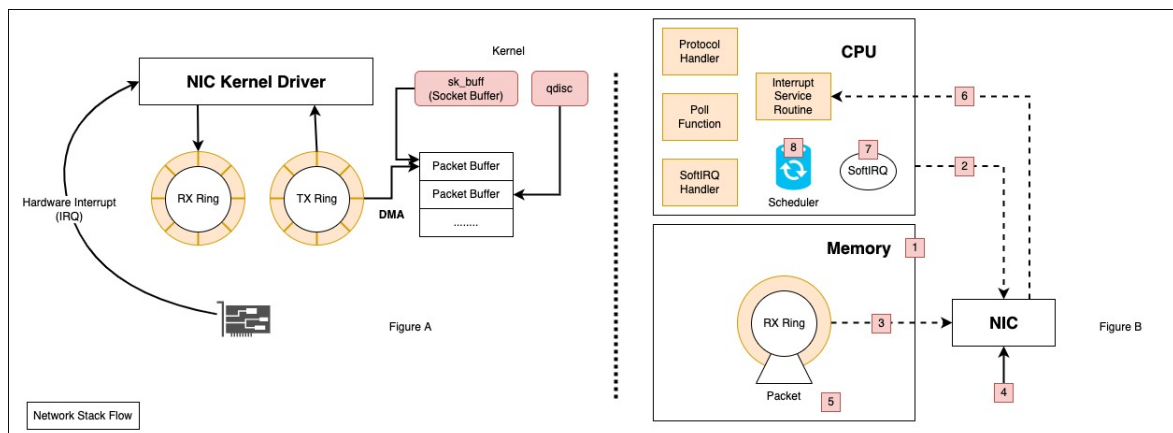 Kernel
NIC Kernel Driver
sk_buff
(Socket Buffer)
qdisc
RX Ring
TX Ring
DMA
Packet Buffer
Packet Buffer
........
Hardware Interrupt
(IRQ)
Figure A
Network Stack Flow
CPU
Protocol
Handler
Interrupt
Service
Routine
Poll
Function
SoftIRQ
Handler
8
Scheduler
7
SoftIRQ
6
2
Memory
1
RX Ring
3
Packet
5
NIC
4
Figure B